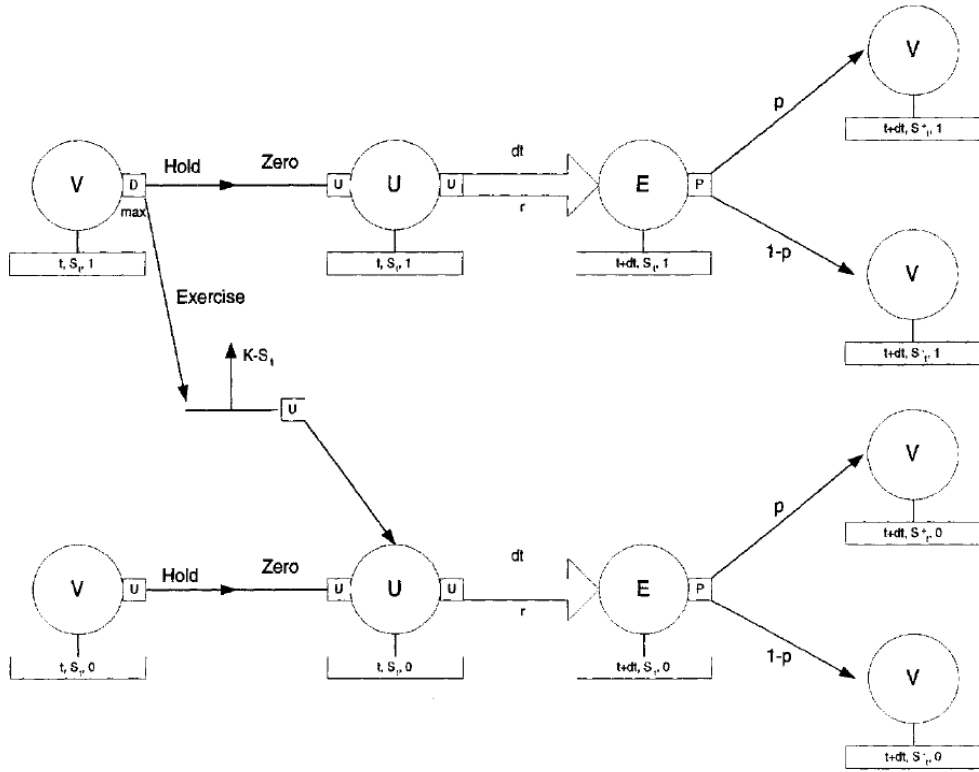 V
p
t+dt, S⁺ₜ, 1
Hold
Zero
dt
V
D
U
U
U
E
P
max
r
t, Sₜ, 1
t, Sₜ, 1
t+dt, Sₜ, 1
1-p
V
Exercise
t+dt, S⁻ₜ, 1
K-Sₜ
U
V
p
t+dt, S⁺ₜ, 0
Hold
Zero
dt
V
U
U
U
U
E
P
r
t, Sₜ, 0
t, Sₜ, 0
t+dt, Sₜ, 0
1-p
V
t+dt, S⁻ₜ, 0